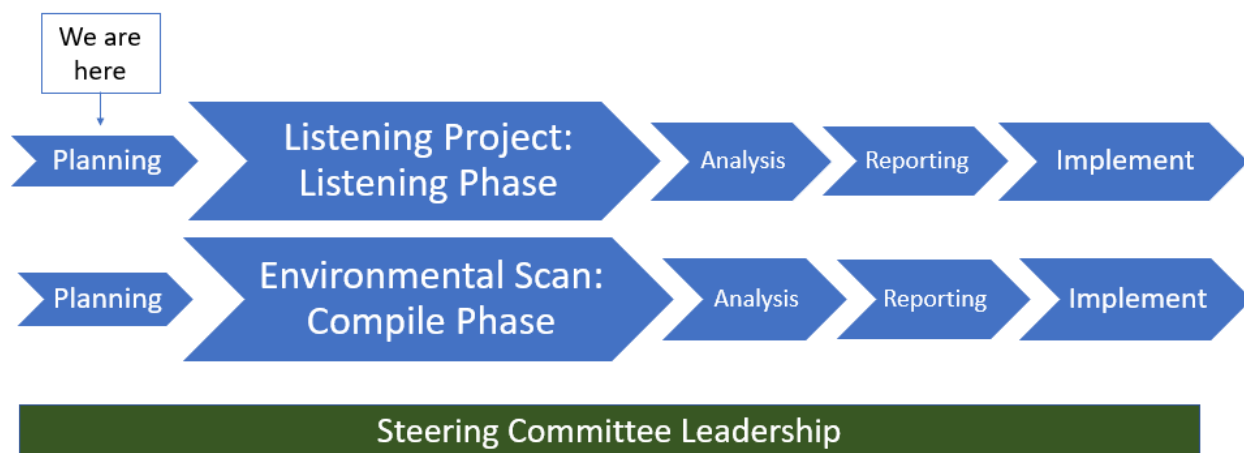 We are
here
Planning
Listening Project:
Listening Phase
Analysis
Reporting
Implement
Planning
Environmental Scan:
Compile Phase
Analysis
Reporting
Implement
Steering Committee Leadership